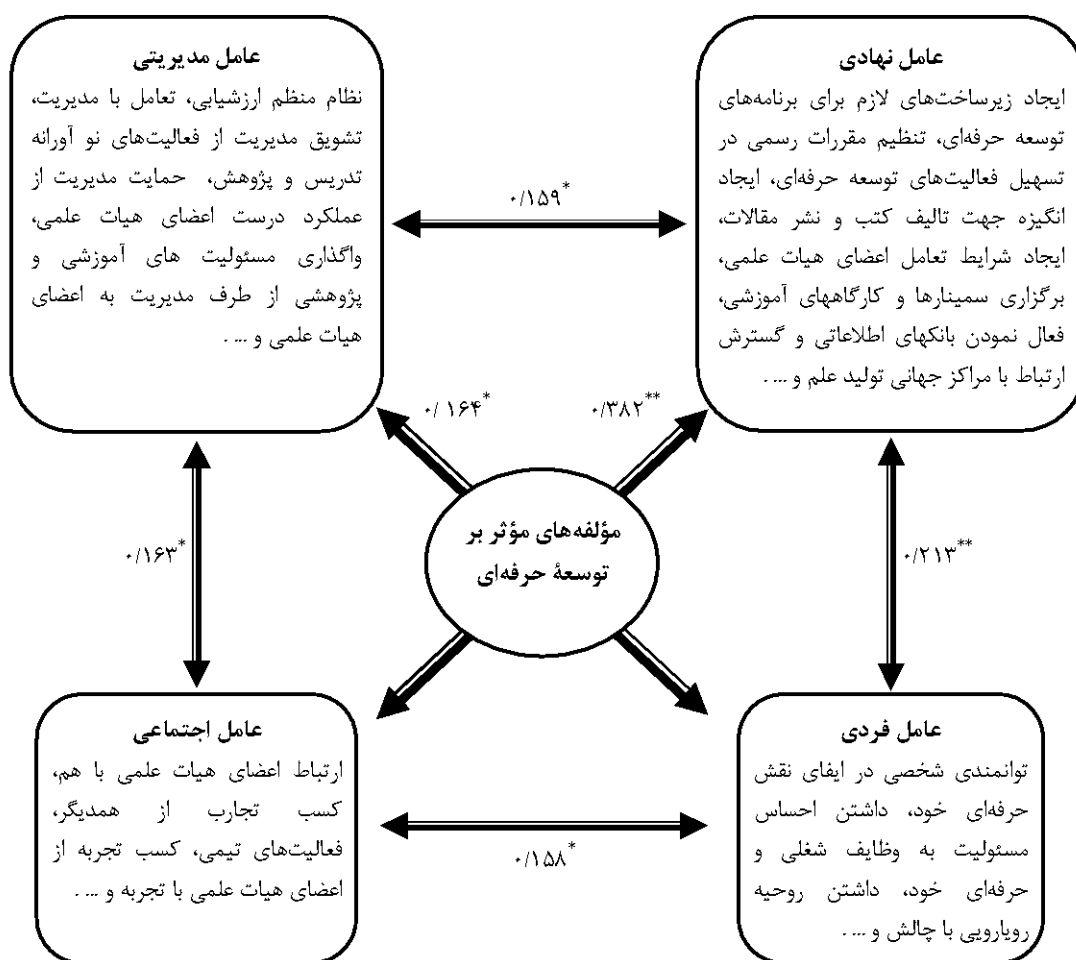 عامل نهادی
ایجاد زیرساخت‌های لازم برای برنامه‌های
توسعه حرفه‌ای، تنظیم مقررات رسمی در
تسهیل فعالیت‌های توسعه حرفه‌ای، ایجاد
انگیزه جهت تالیف کتب و نشر مقالات،
ایجاد شرایط تعامل اعضای هیات علمی،
برگزاری سمینارها و کارگاههای آموزشی،
فعال نمودن بانکهای اطلاعاتی و گسترش
ارتباط با مراکز جهانی تولید علم و ... .
عامل مدیریتی
نظام منظم ارزشیابی، تعامل با مدیریت،
تشویق مدیریت از فعالیت‌های نو آورانه
تدریس و پژوهش، حمایت مدیریت از
عملکرد درست اعضای هیات علمی،
واگذاری مسئولیت های آموزشی و
پژوهشی از طرف مدیریت به اعضای
هیات علمی و ... .
۰/۱۵۹*
۰/۳۸۲**
۰/ ۱۶۴*
مؤلفه‌های مؤثر بر
توسعۀ حرفه‌ای
۰/۲۱۳**
۰/۱۶۳*
عامل فردی
توانمندی شخصی در ایفای نقش
حرفه‌ای خود، داشتن احساس
مسئولیت به وظایف شغلی و
حرفه‌ای خود، داشتن روحیه
رویارویی با چالش و ... .
عامل اجتماعی
ارتباط اعضای هیات علمی با هم،
کسب تجارب از همدیگر،
فعالیت‌های تیمی، کسب تجربه از
اعضای هیات علمی با تجربه و ... .
۰/۱۵۸*